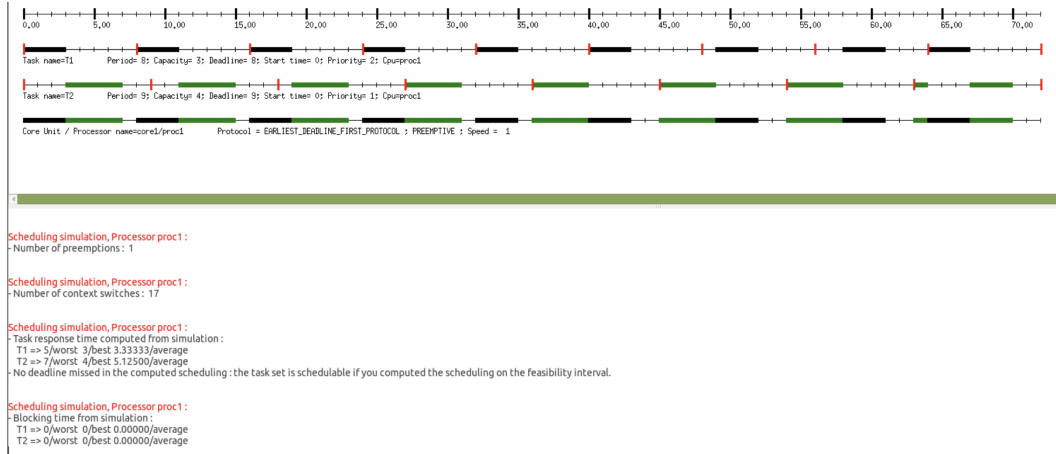 0,00 5,00 10,00 15,00 20,00 25,00 30,00 35,00 40,00 45,00 50,00 55,00 60,00 65,00 70,00
Task name=T1 Period= 8; Capacity= 3; Deadline= 8; Start time= 0; Priority= 2; Cpu=proc1
Task name=T2 Period= 9; Capacity= 4; Deadline= 9; Start time= 0; Priority= 1; Cpu=proc1
Core Unit / Processor name=core1/proc1 Protocol = EARLIEST_DEADLINE_FIRST_PROTOCOL ; PREEMPTIVE ; Speed = 1
Scheduling simulation, Processor proc1 :
- Number of preemptions : 1
Scheduling simulation, Processor proc1 :
- Number of context switches : 17
Scheduling simulation, Processor proc1 :
- Task response time computed from simulation :
T1 => 5/worst 3/best 3.33333/average
T2 => 7/worst 4/best 5.12500/average
- No deadline missed in the computed scheduling : the task set is schedulable if you computed the scheduling on the feasibility interval.
Scheduling simulation, Processor proc1 :
- Blocking time from simulation :
T1 => 0/worst 0/best 0.00000/average
T2 => 0/worst 0/best 0.00000/average